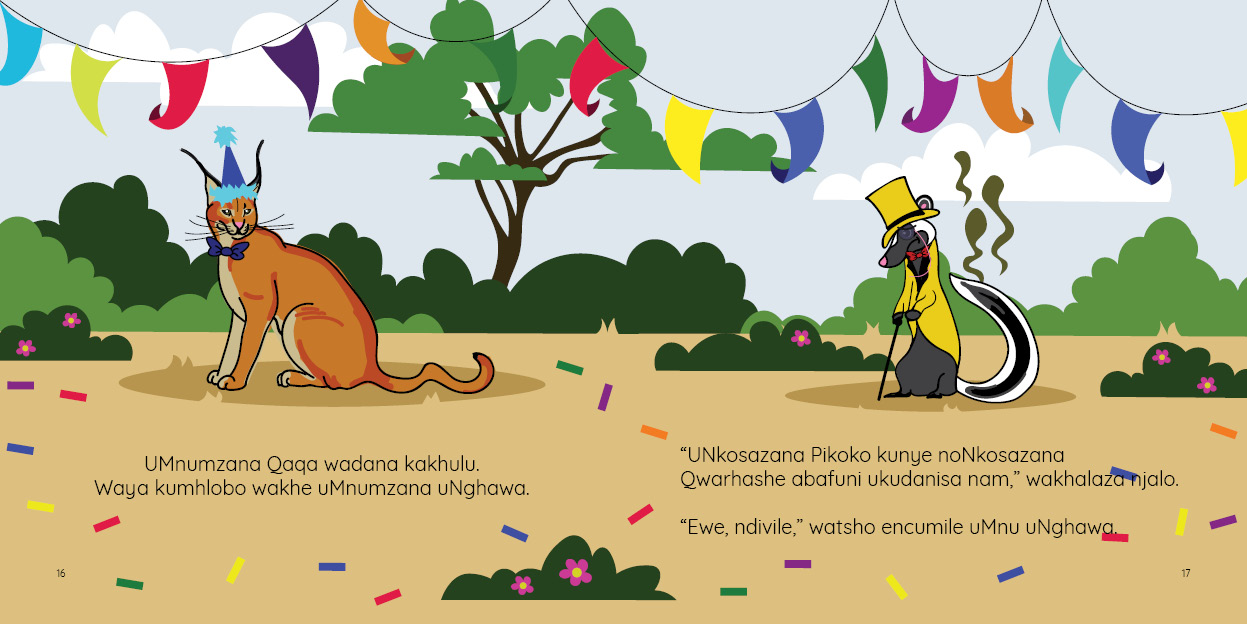 UMnumzana Qaqa wadana kakhulu.
Waya kumhlobo wakhe uMnumzana uNghawa.
16
“UNkosazana Pikoko kunye noNkosazana
Qwarhashe abafuni ukudanisa nam,” wakhalaza njalo.
“Ewe, ndivile,” watsho encumile uMnu uNghawa.
17